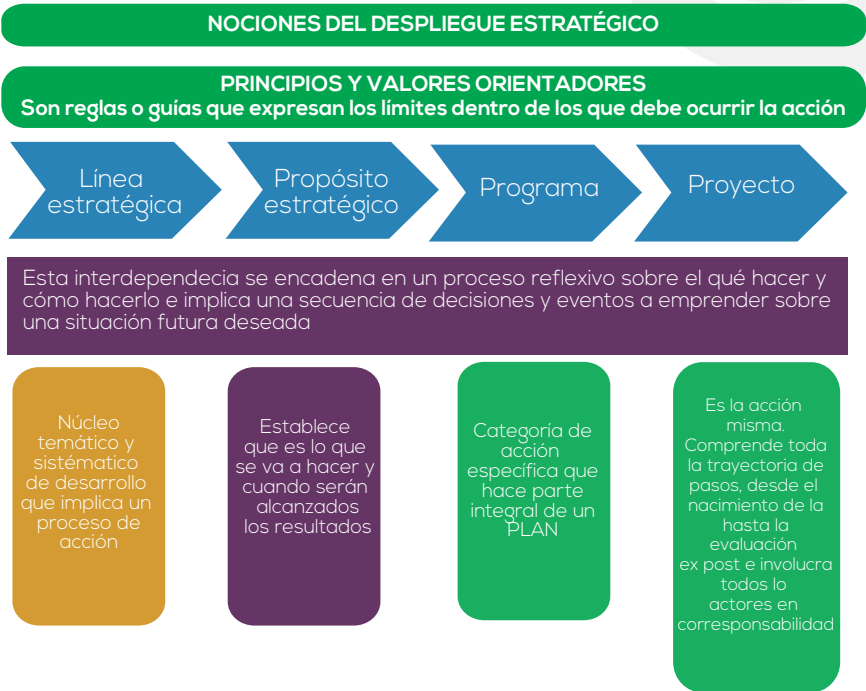 NOCIONES DEL DESPLIEGUE ESTRATÉGICO
PRINCIPIOS Y VALORES ORIENTADORES
Son reglas o guías que expresan los límites dentro de los que debe ocurrir la acción
Línea
estratégica
Propósito
estratégico
Programa
Proyecto
Esta interdependecia se encadena en un proceso reflexivo sobre el qué hacer y
cómo hacerlo e implica una secuencia de decisiones y eventos a emprender sobre
una situación futura deseada
Núcleo
temático y
sistématico
de desarrollo
que implica un
proceso de
acción
Establece
que es lo que
se va a hacer y
cuando serán
alcanzados
los resultados
Categoría de
acción
específica que
hace parte
integral de un
PLAN
Es la acción
misma.
Comprende toda
la trayectoria de
pasos, desde el
nacimiento de la
hasta la
evaluación
ex post e involucra
todos lo
actores en
corresponsabilidad